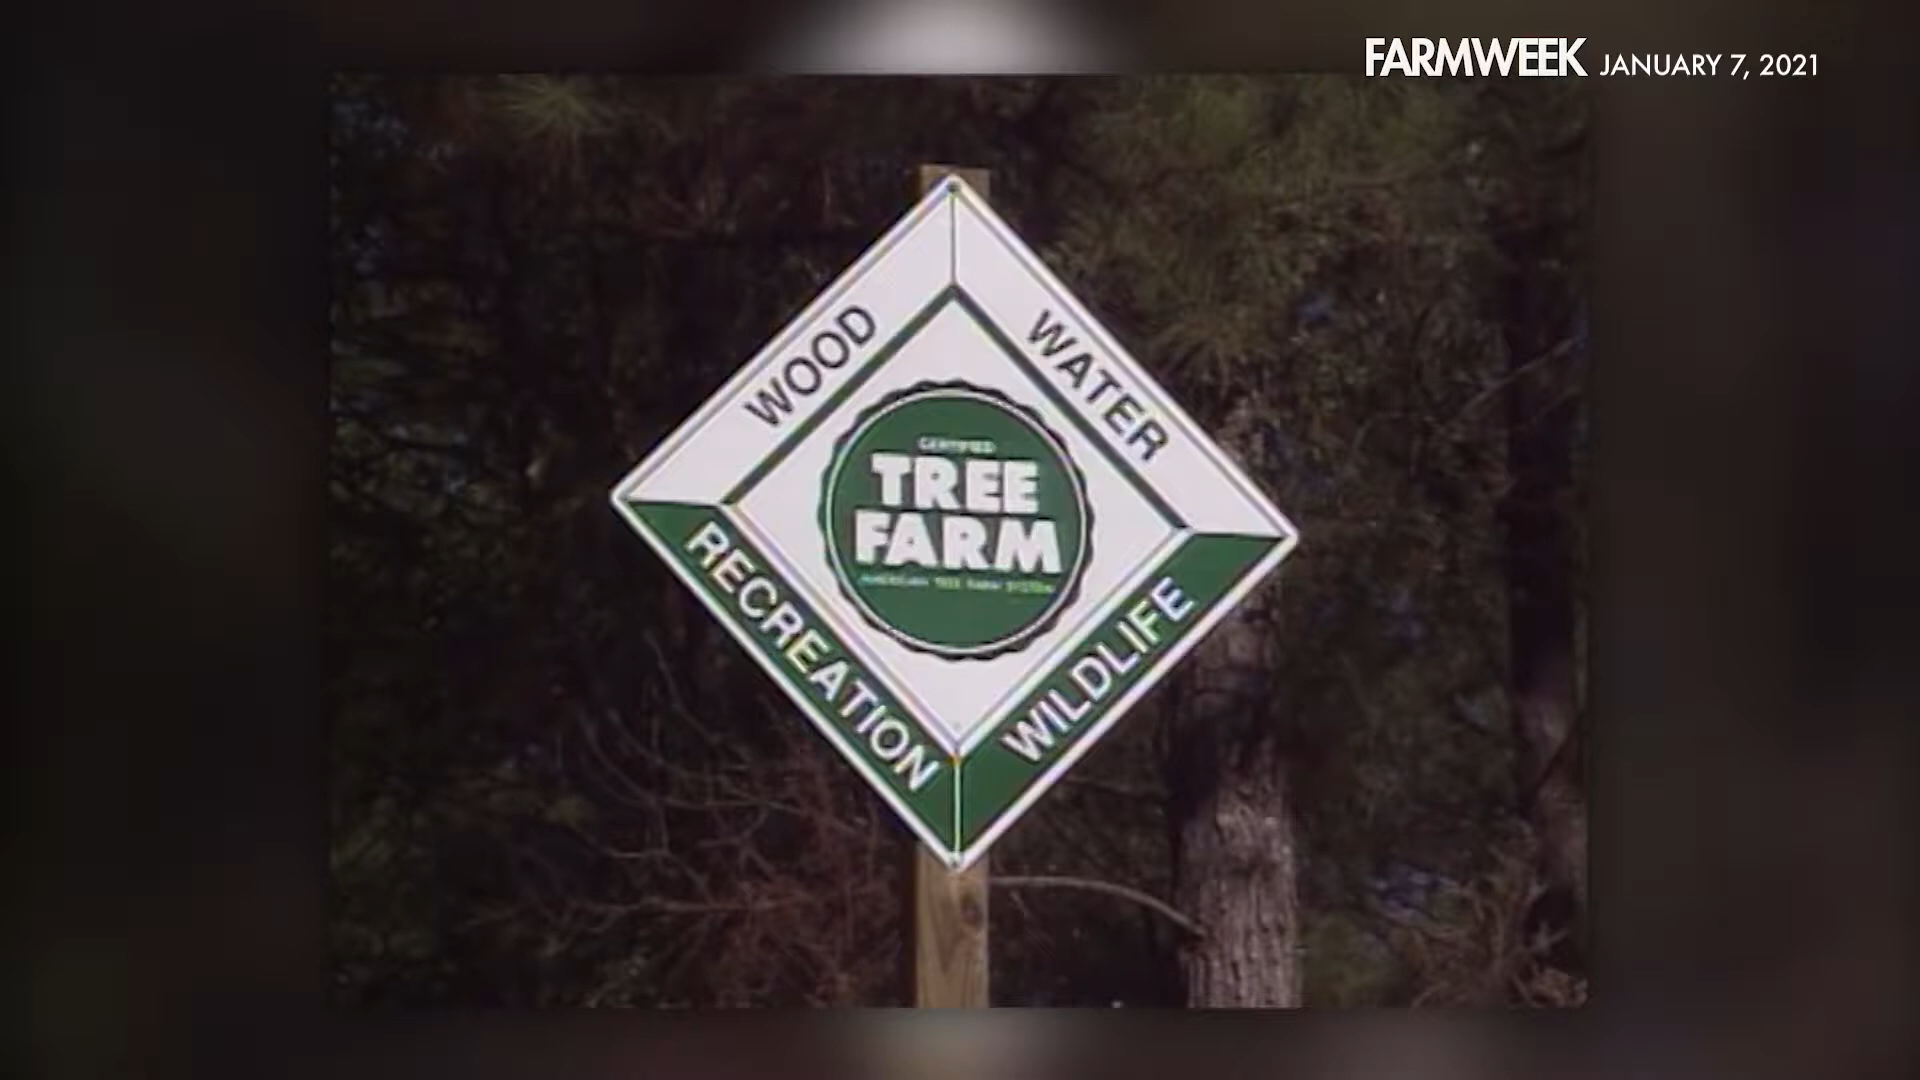 FARMWEEK JANUARY 7, 2021
WOOD
WATER
CERTIFIED
TREE
FARM
AMERICAN TREE FARM SYSTEM
RECREATION
WILDLIFE